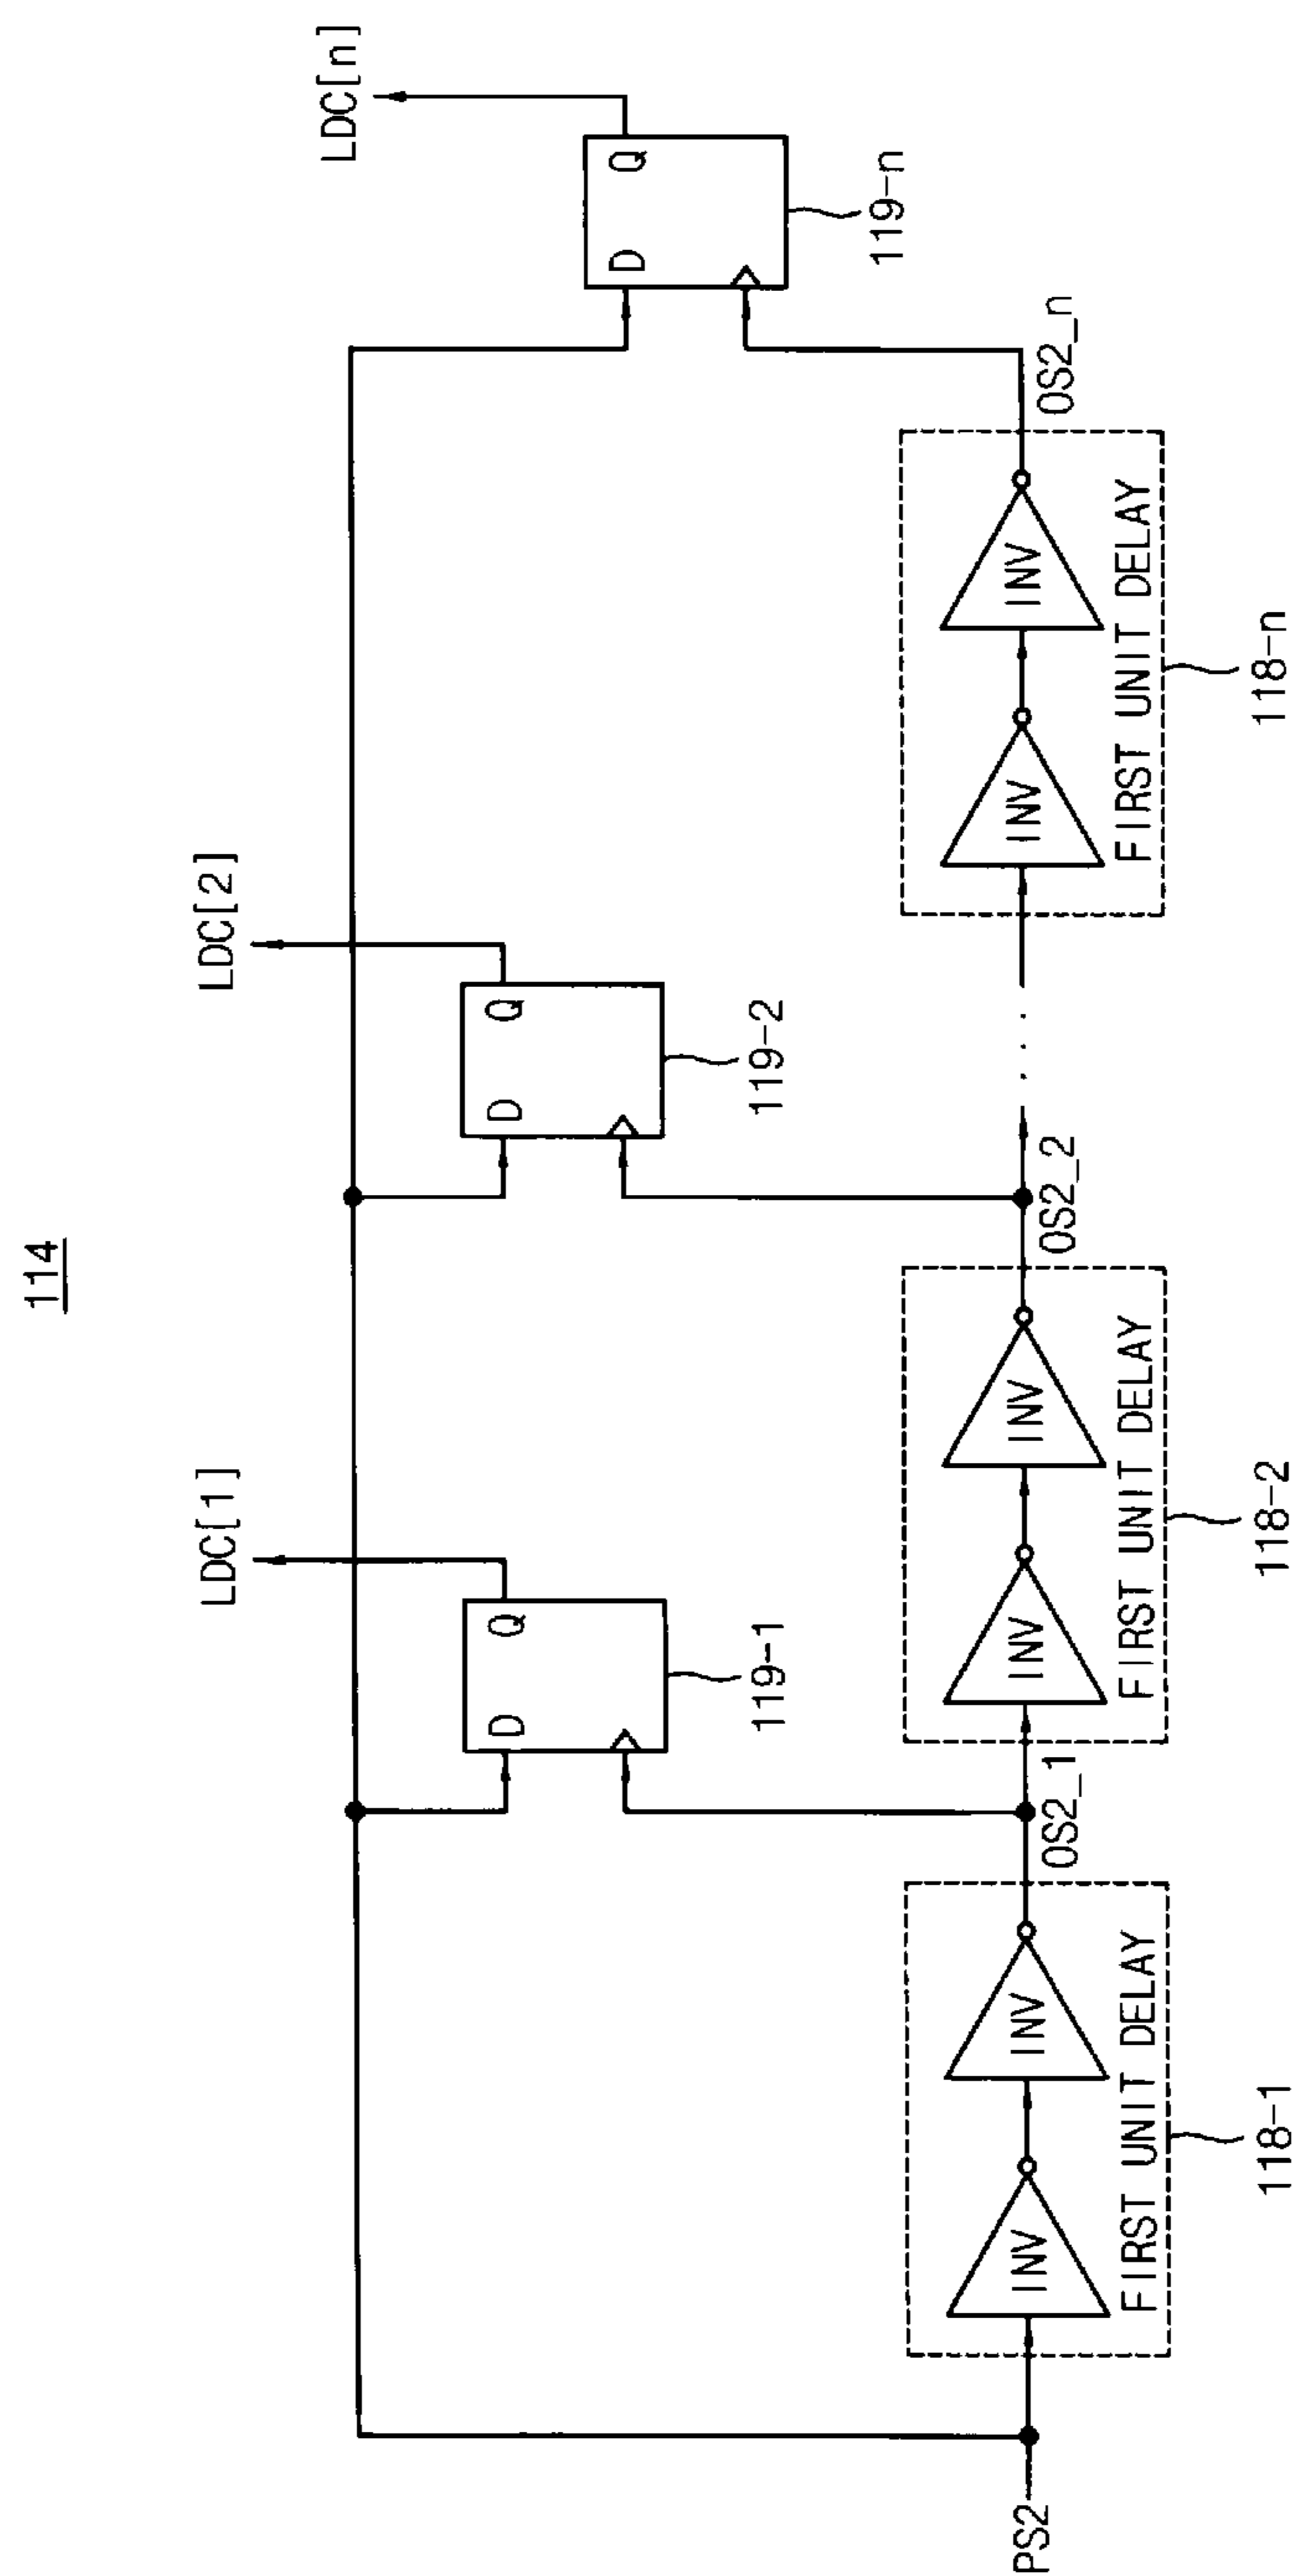 114
LDC[1]
LDC[2]
LDC[n]
D
Q
119-1
D
Q
119-2
D
Q
119-n
PS2
INV
INV
FIRST UNIT DELAY
118-1
OS2_1
INV
INV
FIRST UNIT DELAY
118-2
OS2_2
INV
INV
FIRST UNIT DELAY
118-n
OS2_n